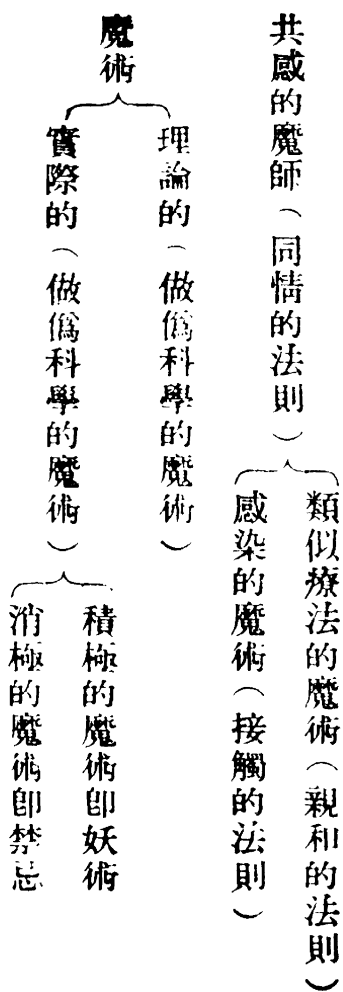 共感的魔師（同情的法則）
類似療法的魔術（親和的法則）
感染的魔術（接觸的法則）
魔術
理論的（做僞科學的魔術）
實際的（做僞科學的魔術）
積極的魔術卽妖術
消極的魔術卽禁忌